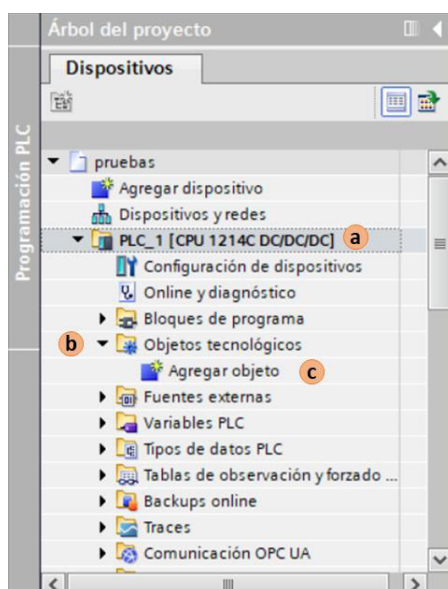 Árbol del proyecto
Dispositivos
Programación PLC
pruebas
Agregar dispositivo
Dispositivos y redes
PLC_1 [CPU 1214C DC/DC/DC] a
Configuración de dispositivos
Online y diagnóstico
Bloques de programa
b Objetos tecnológicos
Agregar objeto c
Fuentes externas
Variables PLC
Tipos de datos PLC
Tablas de observación y forzado ...
Backups online
Traces
Comunicación OPC UA